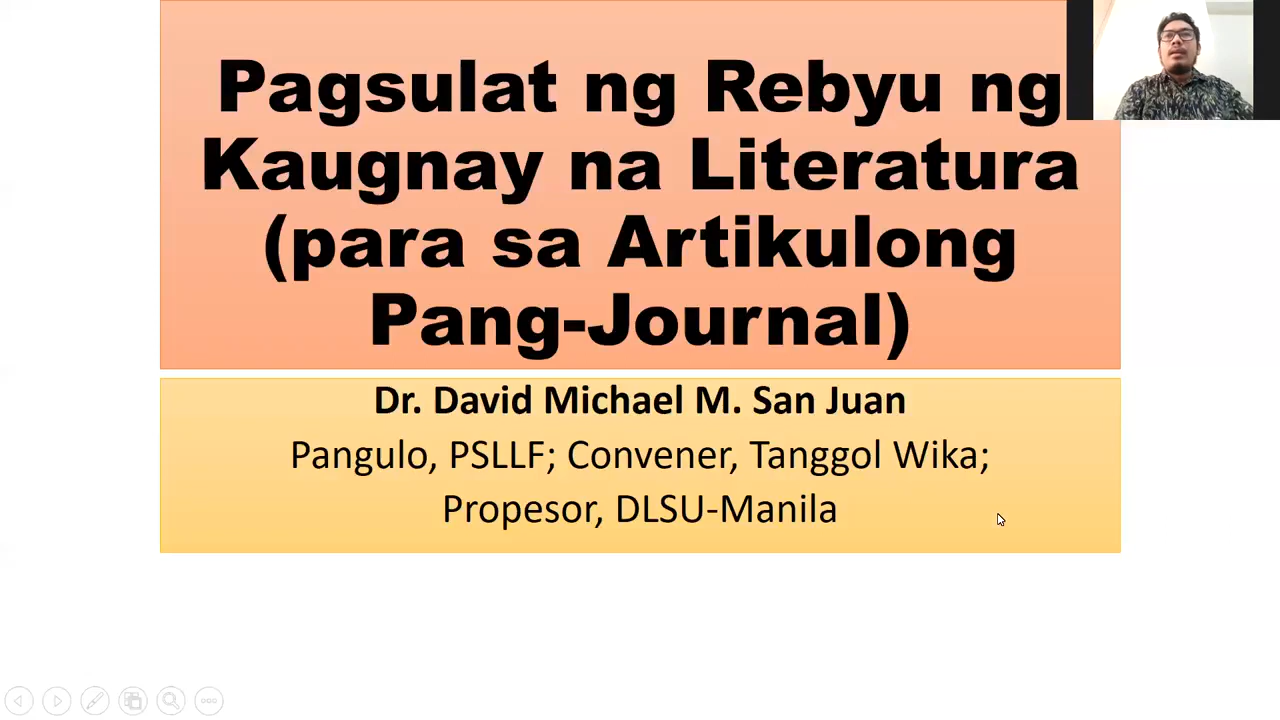 Pagsulat ng Rebyu ng
Kaugnay na Literatura
(para sa Artikulong
Pang-Journal)
Dr. David Michael M. San Juan
Pangulo, PSLLF; Convener, Tanggol Wika;
Propesor, DLSU-Manila